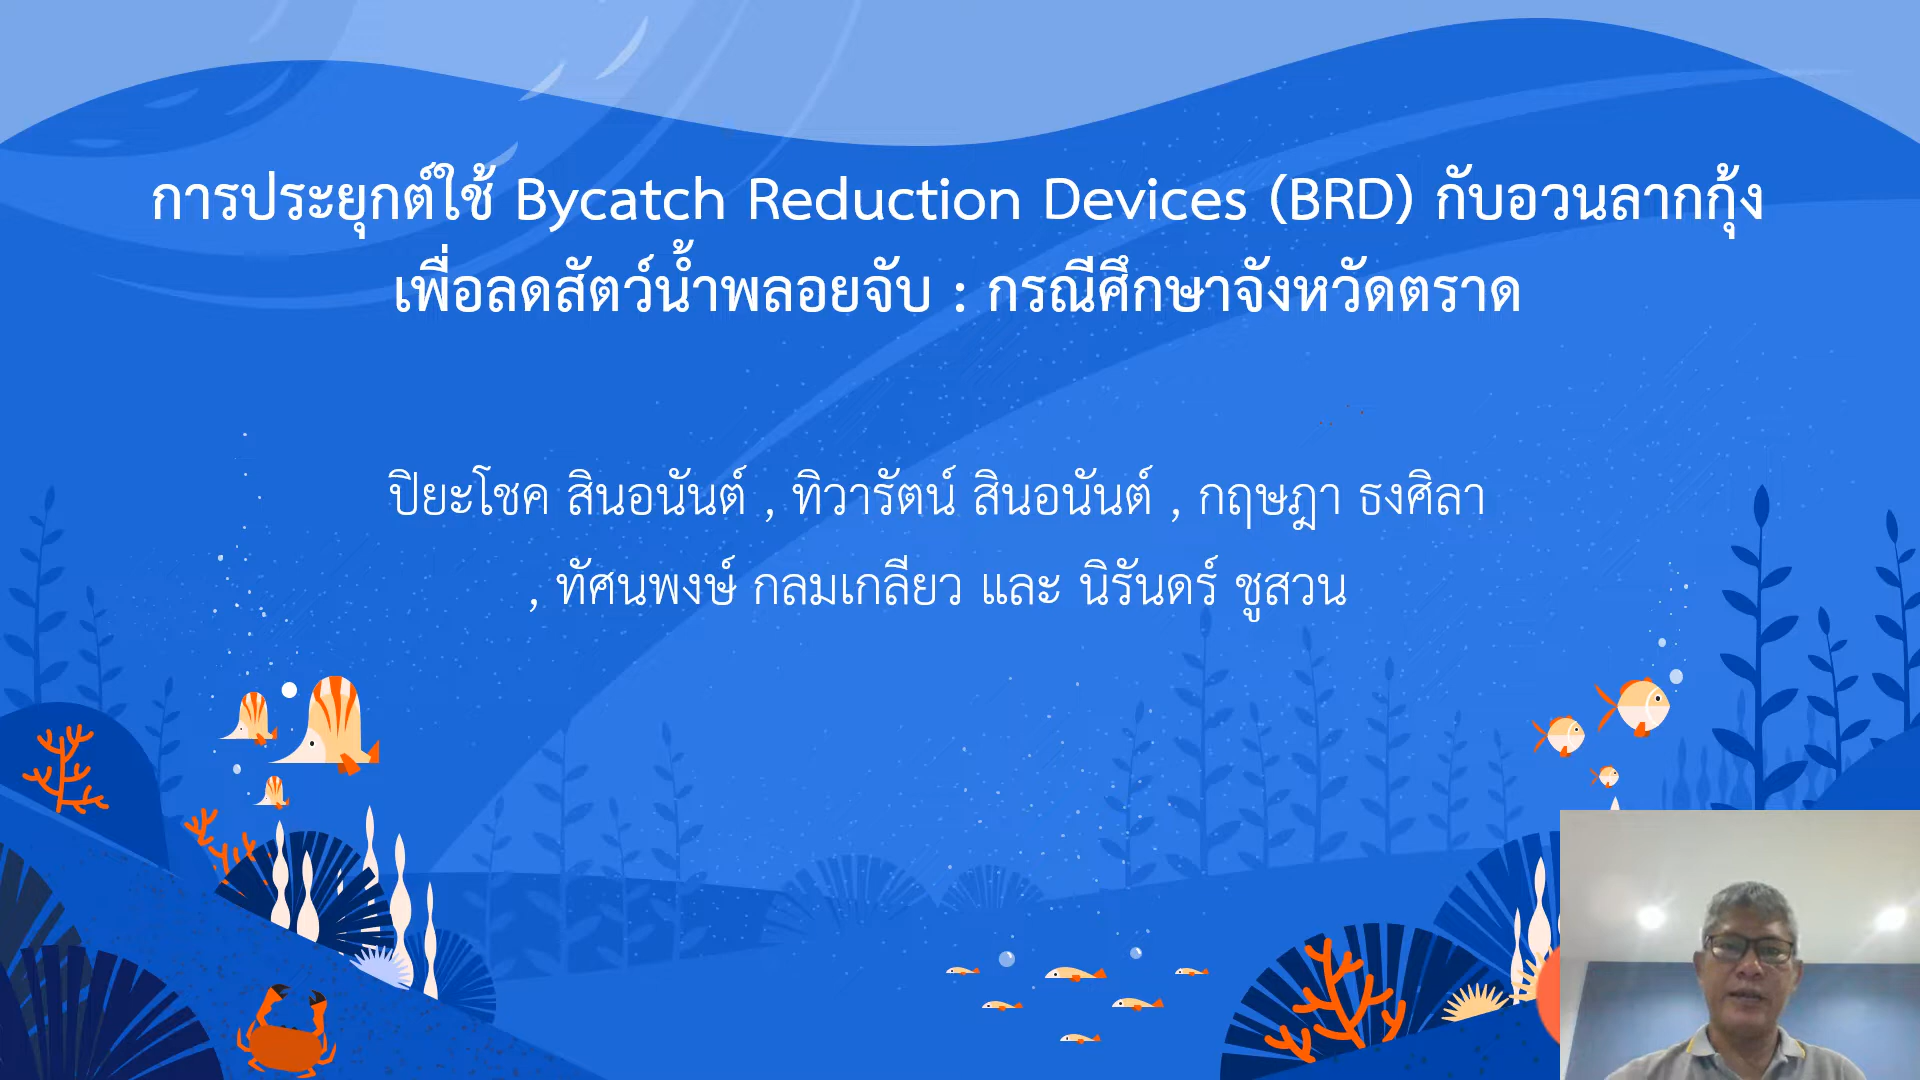 การประยุกต์ใช้ Bycatch Reduction Devices (BRD) กับอวนลากกุ้ง
เพื่อลดสัตว์น้ำพลอยจับ : กรณีศึกษาจังหวัดตราด
ปิยะโชค สินอนันต์ , ทิวารัตน์ สินอนันต์ , กฤษฎา ธงศิลา
, ทัศนพงษ์ กลมเกลียว และ นิรันดร์ ชูสวน